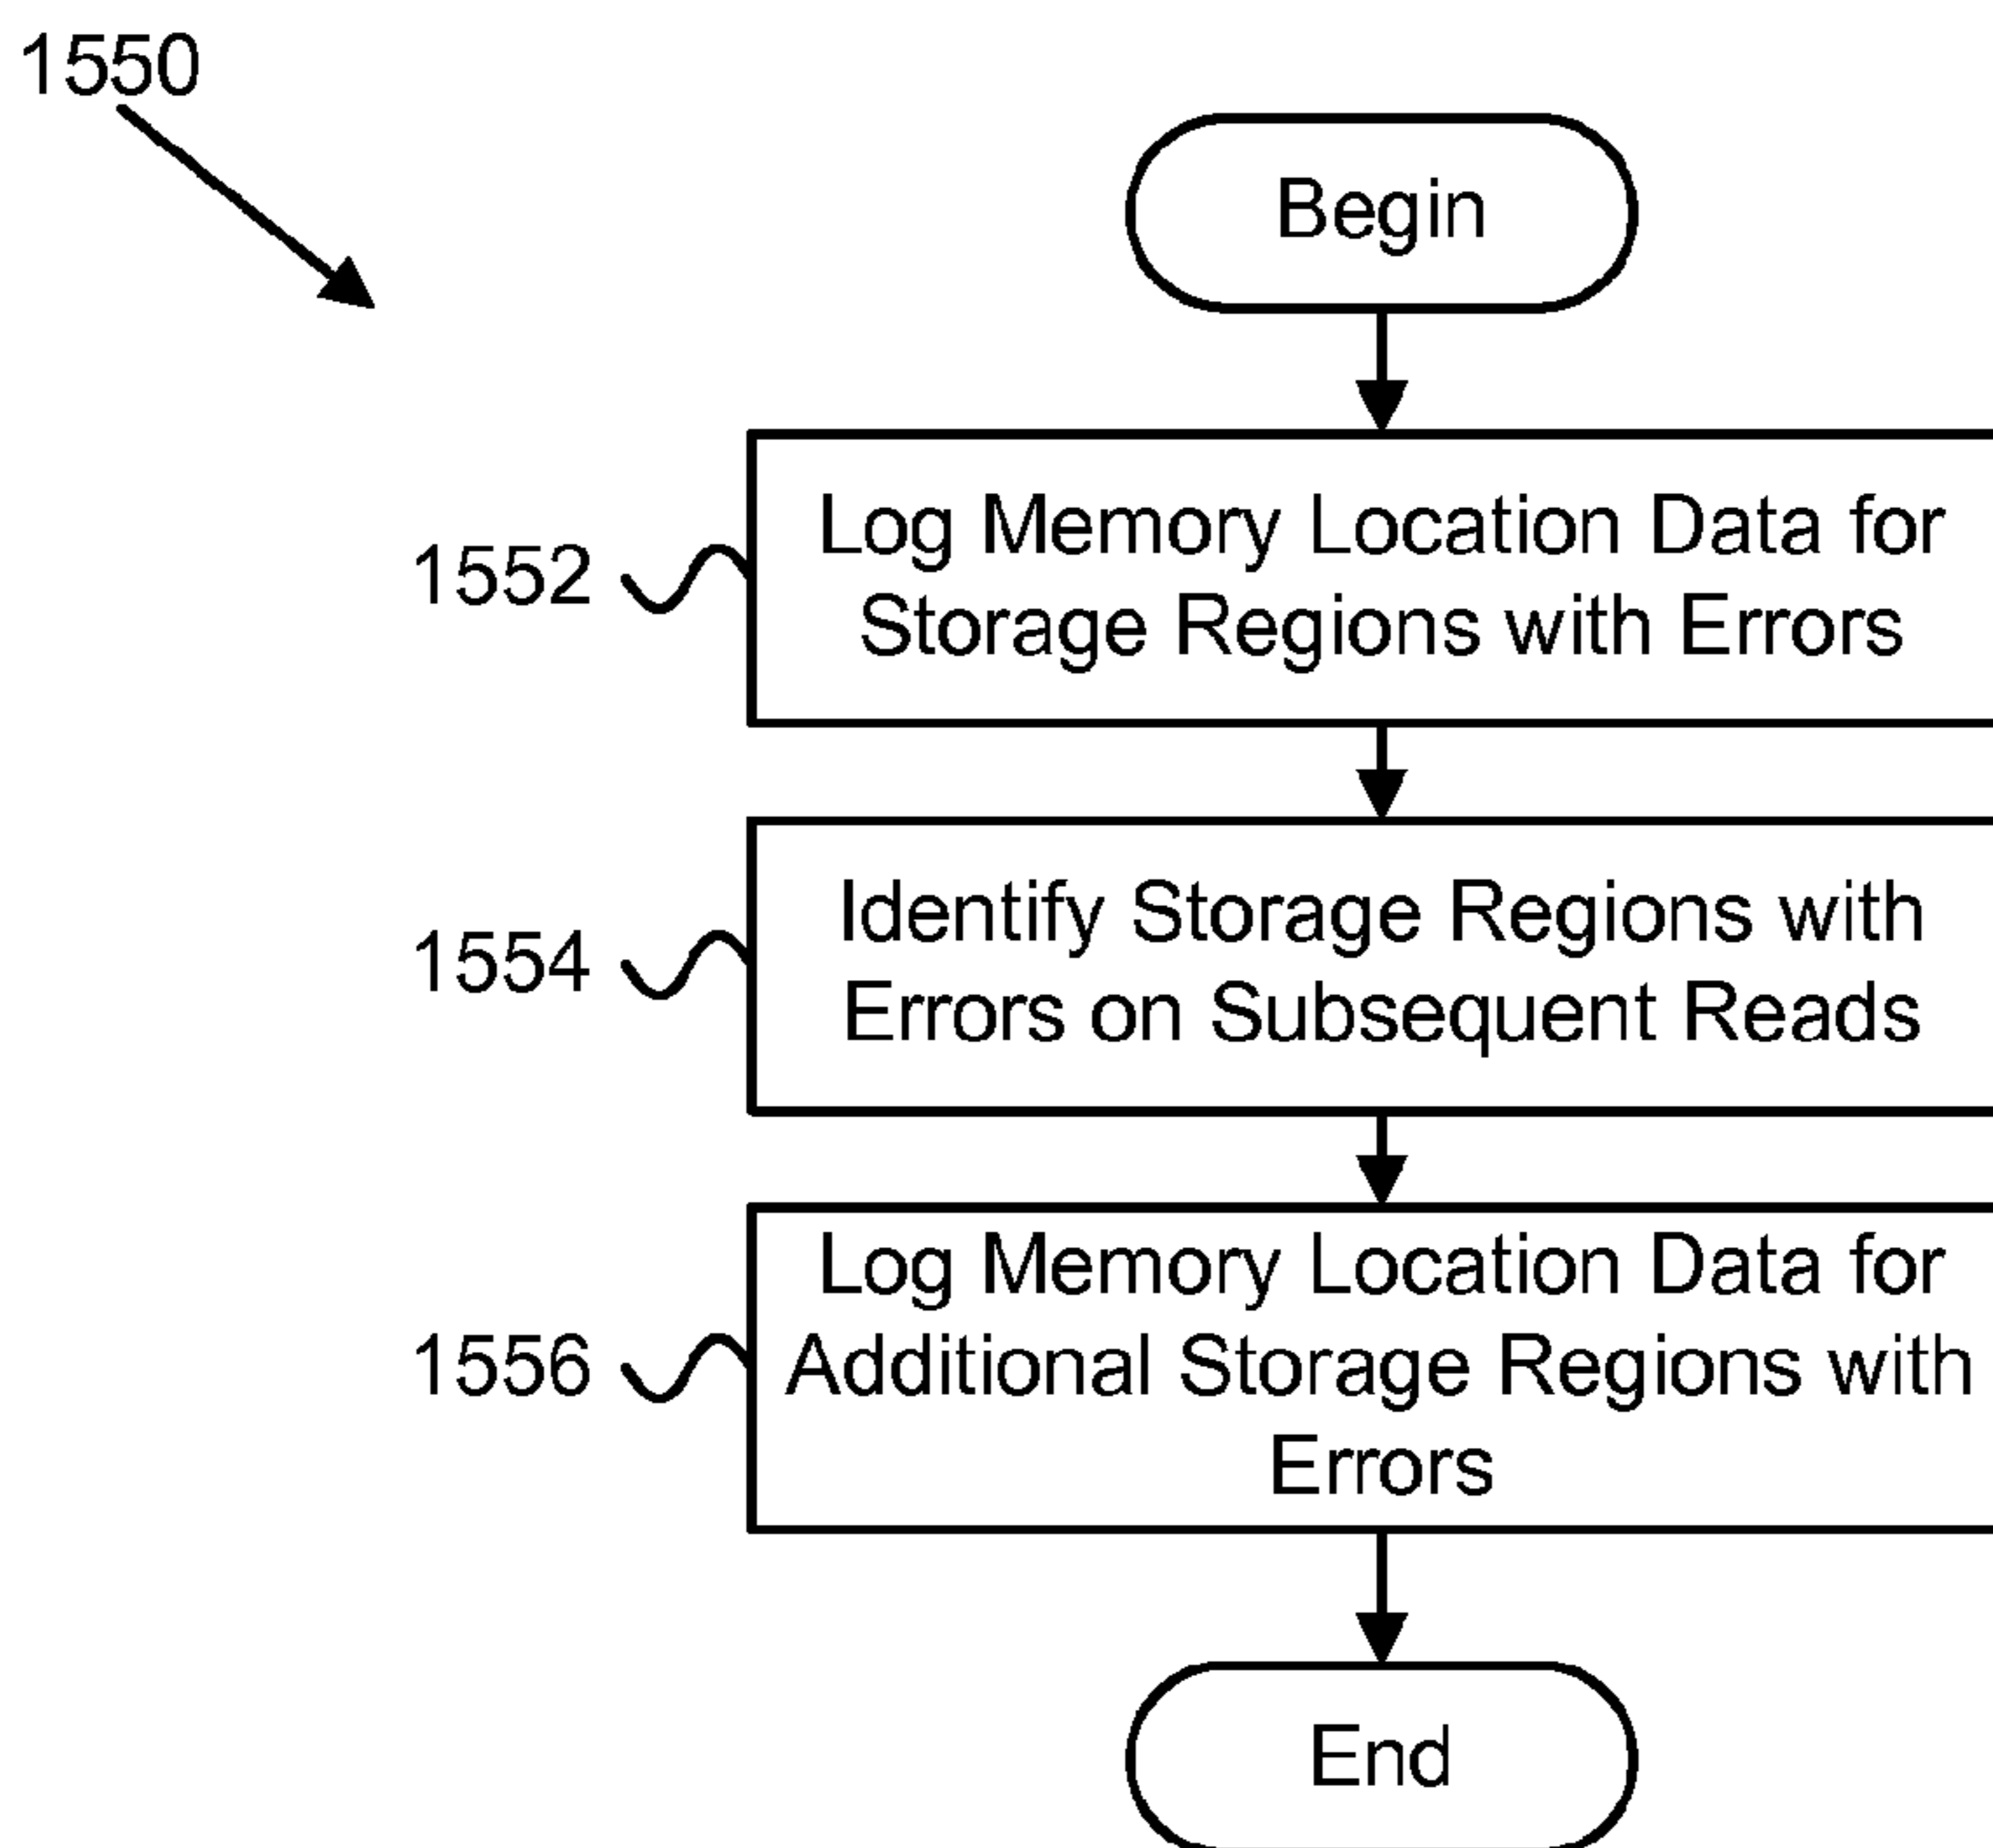 1550
Begin
1552
Log Memory Location Data for
Storage Regions with Errors
1554
Identify Storage Regions with
Errors on Subsequent Reads
1556
Log Memory Location Data for
Additional Storage Regions with
Errors
End